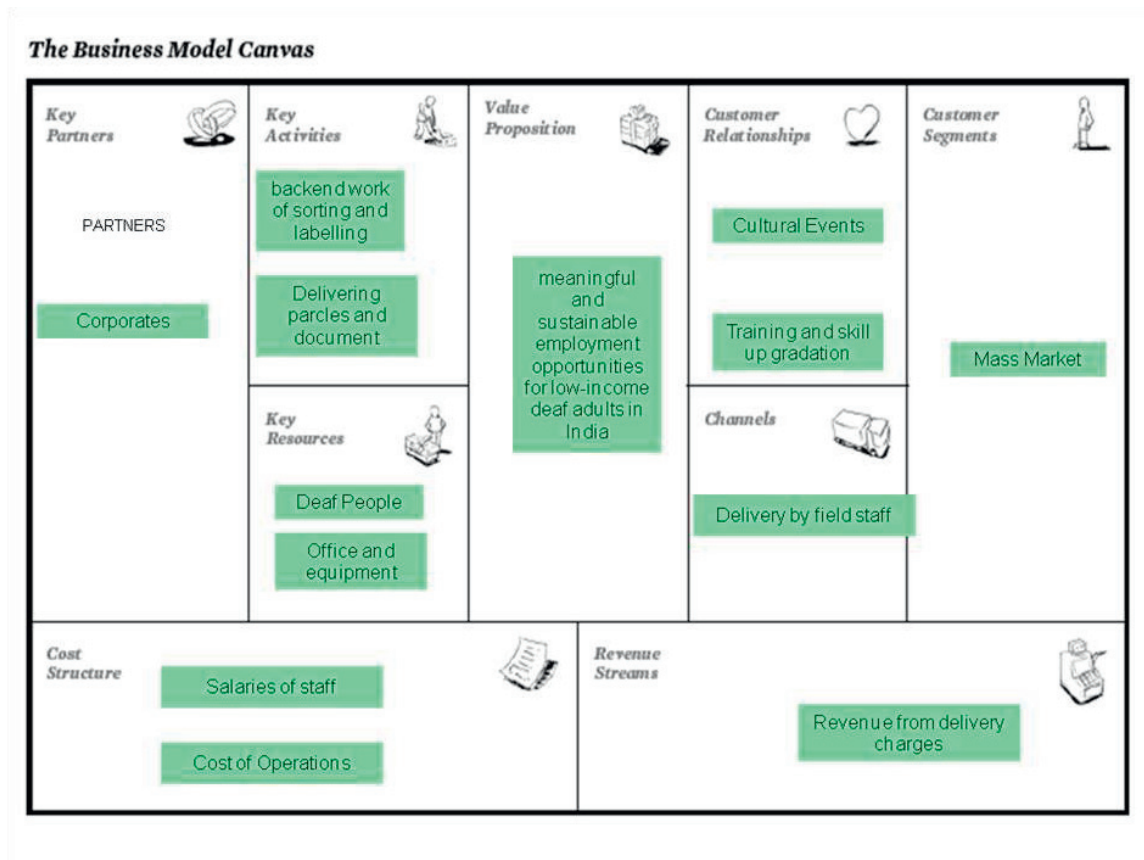 The Business Model Canvas
Key
Partners
PARTNERS
Corporates
Key
Activities
backend work
of sorting and
labelling
Delivering
parcles and
document
Key
Resources
Deaf People
Office and
equipment
Value
Proposition
meaningful
and
sustainable
employment
opportunities
for low-income
deaf adults in
India
Customer
Relationships
Cultural Events
Training and skill
up gradation
Channels
Delivery by field staff
Customer
Segments
Mass Market
Cost
Structure
Salaries of staff
Cost of Operations
Revenue
Streams
Revenue from delivery
charges